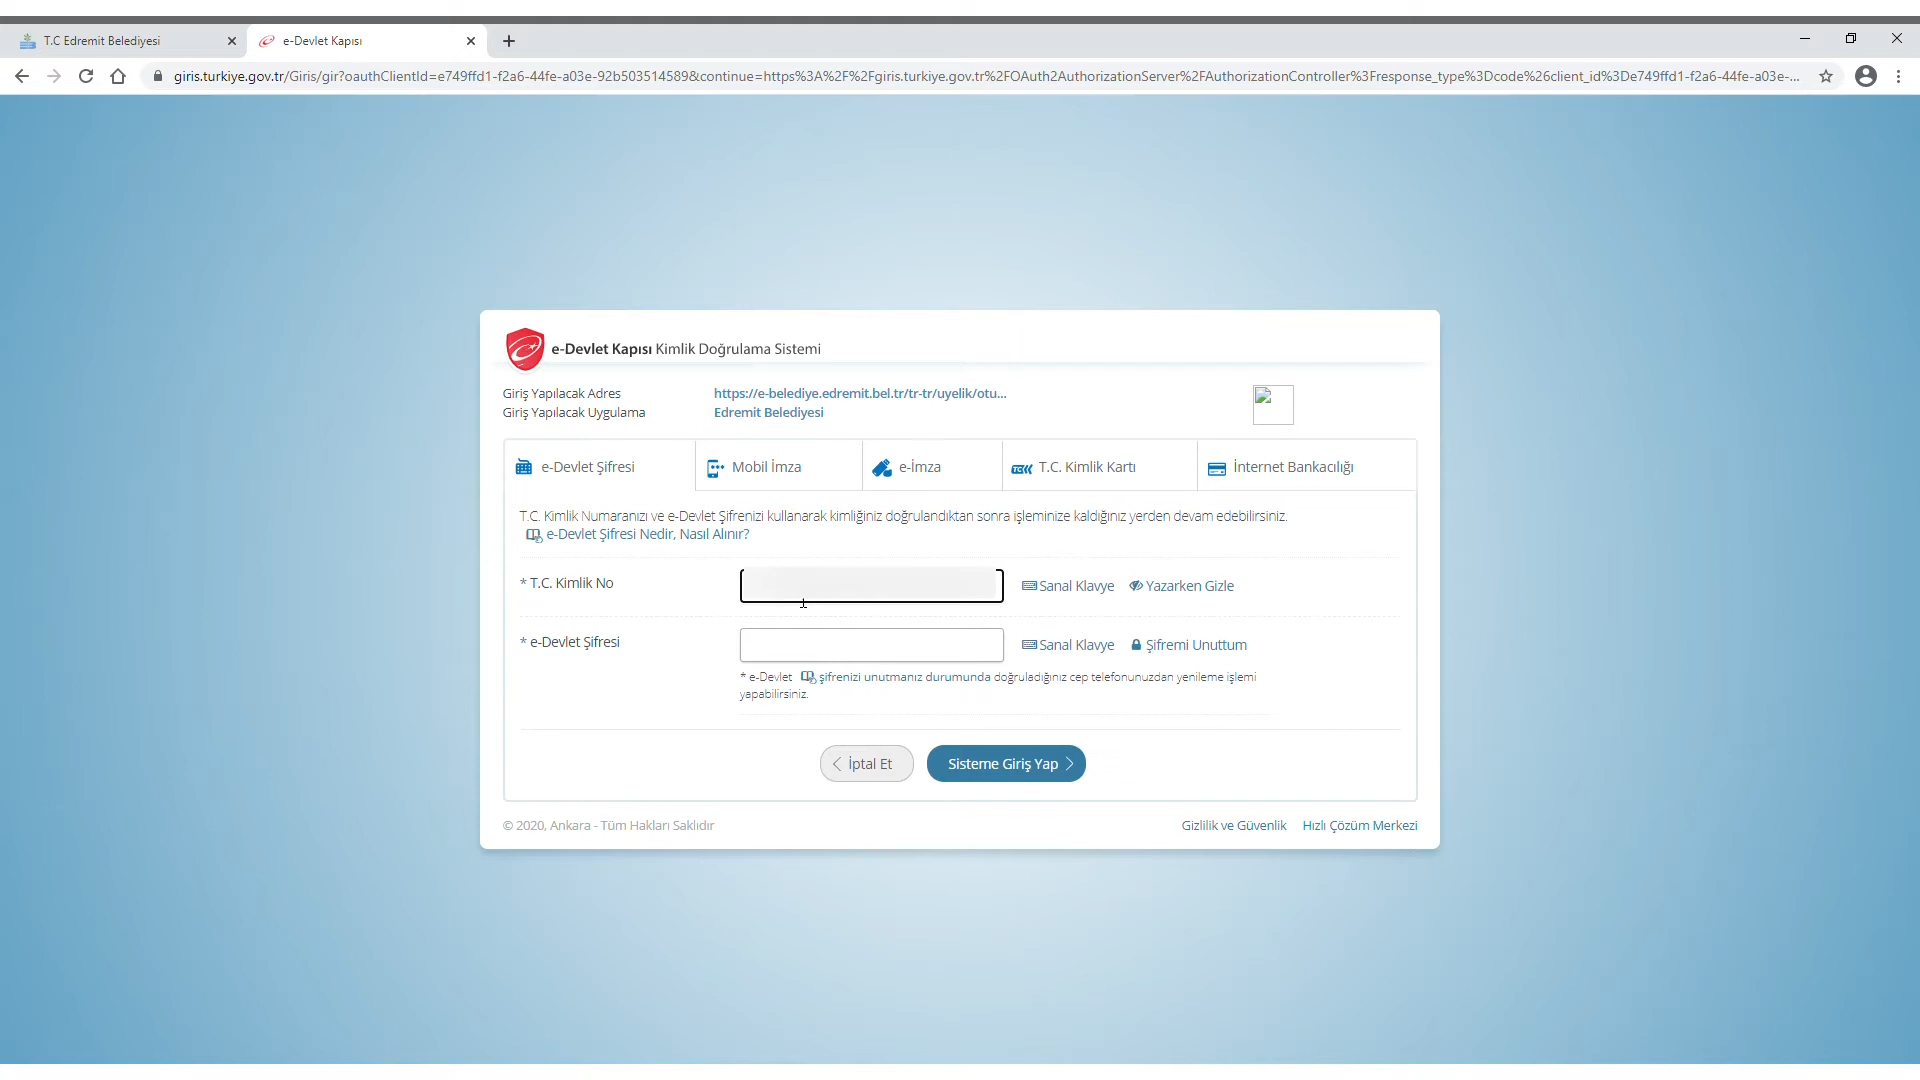 T.C Edremit Belediyesi
e-Devlet Kapısı
giris.turkiye.gov.tr/Giris/gir?oauthClientId=e749ffd1-f2a6-44fe-a03e-92b503514589&continue=https%3A%2F%2Fgiris.turkiye.gov.tr%2FOAuth2AuthorizationServer%2FAuthorizationController%3Fresponse_type%3Dcode%26client_id%3De749ffd1-f2a6-44fe-a03e-...
e-Devlet Kapısı Kimlik Doğrulama Sistemi
Giriş Yapılacak Adres https://e-belediye.edremit.bel.tr/tr-tr/uyelik/otu...
Giriş Yapılacak Uygulama Edremit Belediyesi
e-Devlet Şifresi Mobil İmza e-İmza T.C. Kimlik Kartı İnternet Bankacılığı
T.C. Kimlik Numaranızı ve e-Devlet Şifrenizi kullanarak kimliğiniz doğrulandıktan sonra işleminize kaldığınız yerden devam edebilirsiniz.
e-Devlet Şifresi Nedir, Nasıl Alınır?
* T.C. Kimlik No Sanal Klavye Yazarken Gizle
* e-Devlet Şifresi Sanal Klavye Şifremi Unuttum
* e-Devlet şifrenizi unutmanız durumunda doğruladığınız cep telefonunuzdan yenileme işlemi
yapabilirsiniz.
İptal Et Sisteme Giriş Yap
© 2020, Ankara - Tüm Hakları Saklıdır Gizlilik ve Güvenlik Hızlı Çözüm Merkezi